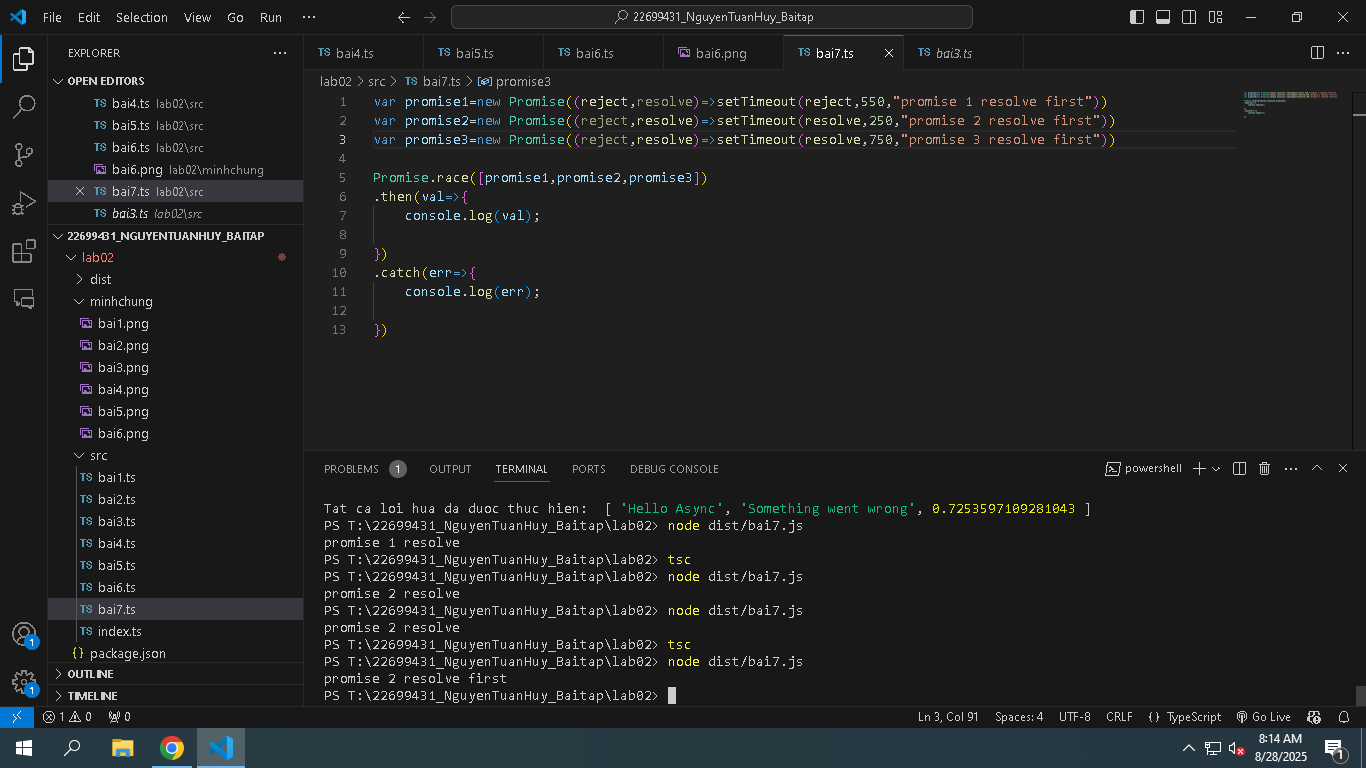 File Edit Selection View Go Run ··· 22699431_NguyenTuanHuy_Baitap
EXPLORER ···
OPEN EDITORS
TS bai4.ts lab02\src
TS bai5.ts lab02\src
TS bai6.ts lab02\src
bai6.png lab02\minhchung
TS bai7.ts lab02\src
TS bai3.ts lab02\src
22699431_NGUYENTUANHUY_BAITAP
lab02
dist
minhchung
bai1.png
bai2.png
bai3.png
bai4.png
bai5.png
bai6.png
src
TS bai1.ts
TS bai2.ts
TS bai3.ts
TS bai4.ts
TS bai5.ts
TS bai6.ts
TS bai7.ts
TS index.ts
{} package.json
OUTLINE
TIMELINE
1
1
TS bai4.ts TS bai5.ts TS bai6.ts bai6.png TS bai7.ts TS bai3.ts ···
lab02 > src > TS bai7.ts > promise3
1 var promise1=new Promise((reject,resolve)=>setTimeout(reject,550,"promise 1 resolve first"))
2 var promise2=new Promise((reject,resolve)=>setTimeout(resolve,250,"promise 2 resolve first"))
3 var promise3=new Promise((reject,resolve)=>setTimeout(resolve,750,"promise 3 resolve first"))
4
5 Promise.race([promise1,promise2,promise3])
6 .then(val=>{
7 console.log(val);
8
9 })
10 .catch(err=>{
11 console.log(err);
12
13 })
PROBLEMS 1 OUTPUT TERMINAL PORTS DEBUG CONSOLE powershell ···
Tat ca loi hua da duoc thuc hien:  [ 'Hello Async', 'Something went wrong', 0.7253597109281043 ]
PS T:\22699431_NguyenTuanHuy_Baitap\lab02> node dist/bai7.js
promise 1 resolve
PS T:\22699431_NguyenTuanHuy_Baitap\lab02> tsc
PS T:\22699431_NguyenTuanHuy_Baitap\lab02> node dist/bai7.js
promise 2 resolve
PS T:\22699431_NguyenTuanHuy_Baitap\lab02> node dist/bai7.js
promise 2 resolve
PS T:\22699431_NguyenTuanHuy_Baitap\lab02> tsc
PS T:\22699431_NguyenTuanHuy_Baitap\lab02> node dist/bai7.js
promise 2 resolve first
PS T:\22699431_NguyenTuanHuy_Baitap\lab02>
1 0 0 Ln 3, Col 91 Spaces: 4 UTF-8 CRLF {} TypeScript Go Live
8:14 AM
8/28/2025
1